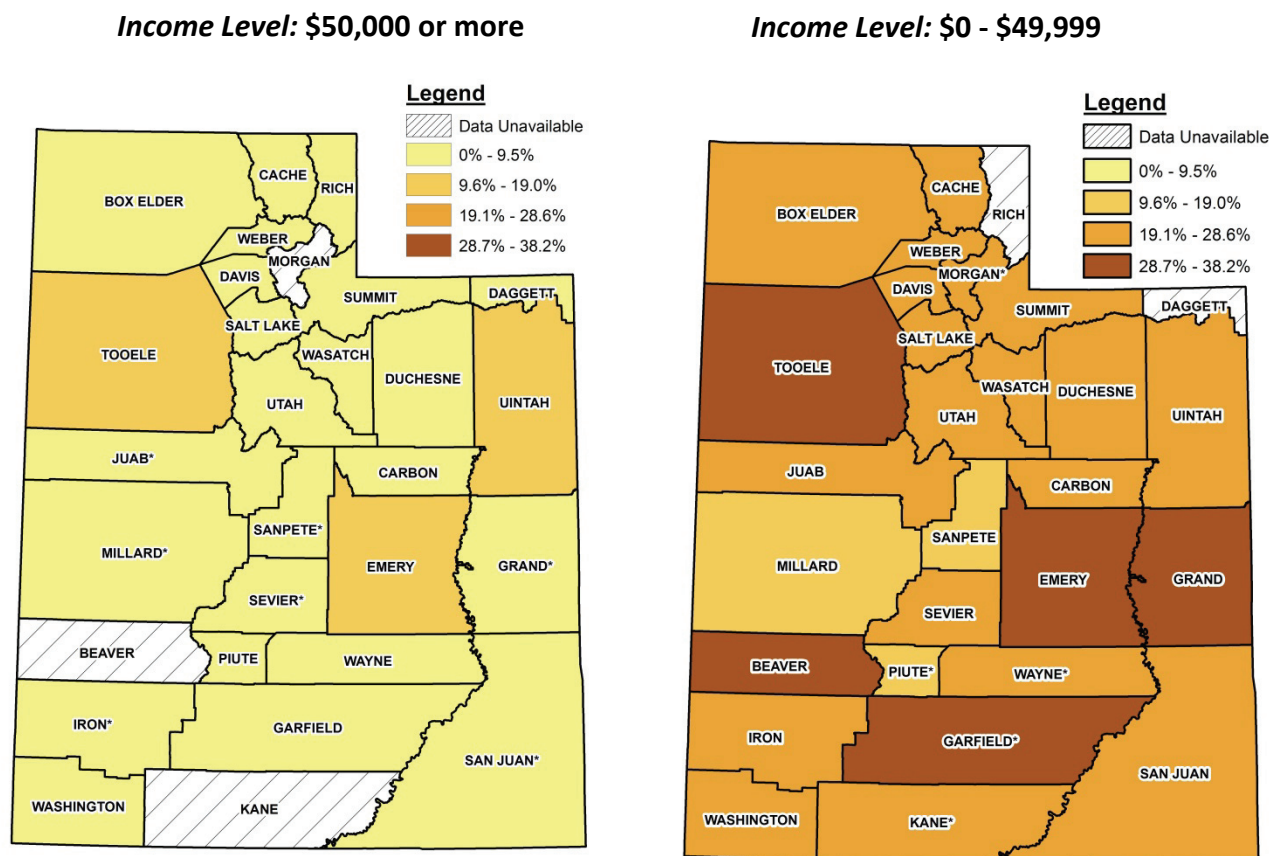 Income Level: $50,000 or more
Legend
Data Unavailable
0% - 9.5%
9.6% - 19.0%
19.1% - 28.6%
28.7% - 38.2%
BOX ELDER
CACHE
RICH
WEBER
MORGAN
DAVIS
SUMMIT
DAGGETT
SALT LAKE
TOOELE
WASATCH
DUCHESNE
UTAH
UINTAH
JUAB*
CARBON
SANPETE*
MILLARD*
EMERY
GRAND*
SEVIER*
BEAVER
PIUTE
WAYNE
IRON*
GARFIELD
SAN JUAN*
WASHINGTON
KANE
Income Level: $0 - $49,999
Legend
Data Unavailable
0% - 9.5%
9.6% - 19.0%
19.1% - 28.6%
28.7% - 38.2%
BOX ELDER
CACHE
RICH
WEBER
MORGAN*
DAVIS
SUMMIT
DAGGETT
SALT LAKE
TOOELE
WASATCH
DUCHESNE
UTAH
UINTAH
JUAB
CARBON
SANPETE
MILLARD
EMERY
GRAND
SEVIER
BEAVER
PIUTE*
WAYNE*
IRON
GARFIELD*
SAN JUAN
WASHINGTON
KANE*